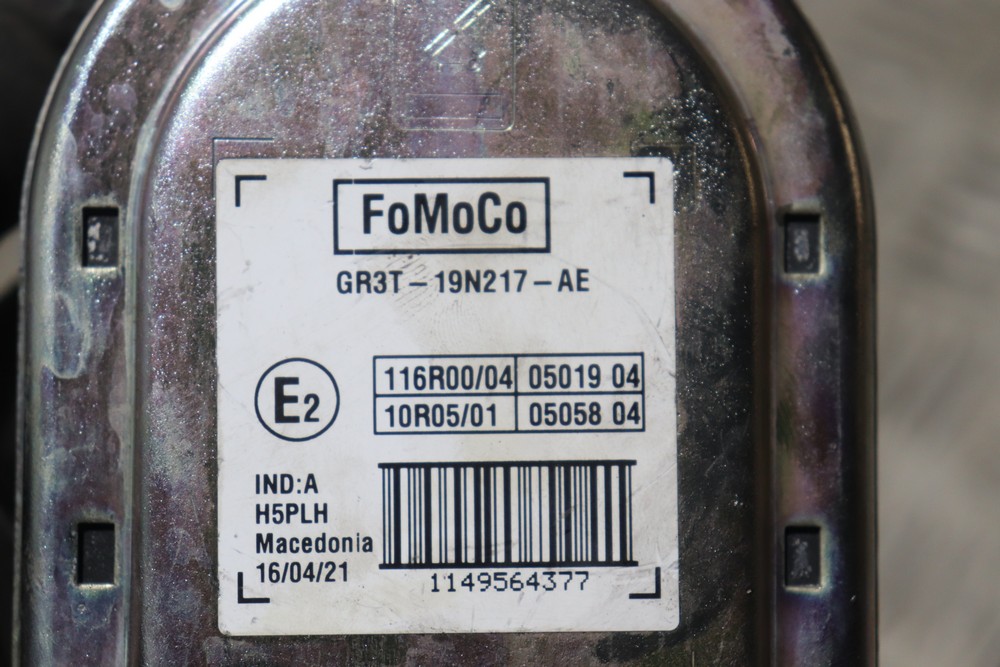 FoMoCo
GR3T-19N217-AE
E2
116R00/04 05019 04
10R05/01 05058 04
IND:A
H5PLH
Macedonia
16/04/21
1149564377